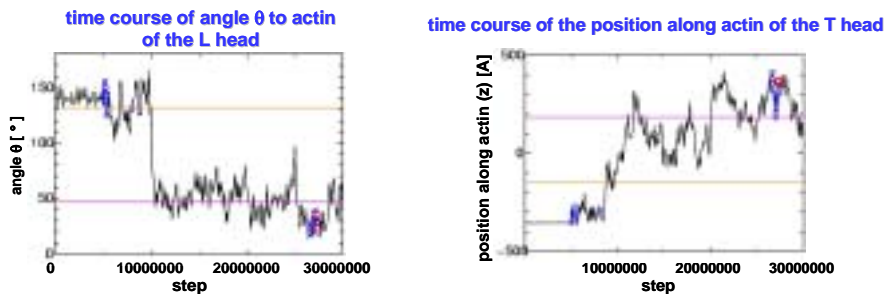 time course of angle θ to actin
of the L head
150
100
50
0
angle θ [ ° ]
0 10000000 20000000 30000000
step
time course of the position along actin of the T head
500
0
-500
position along actin (z) [A]
10000000 20000000 30000000
step